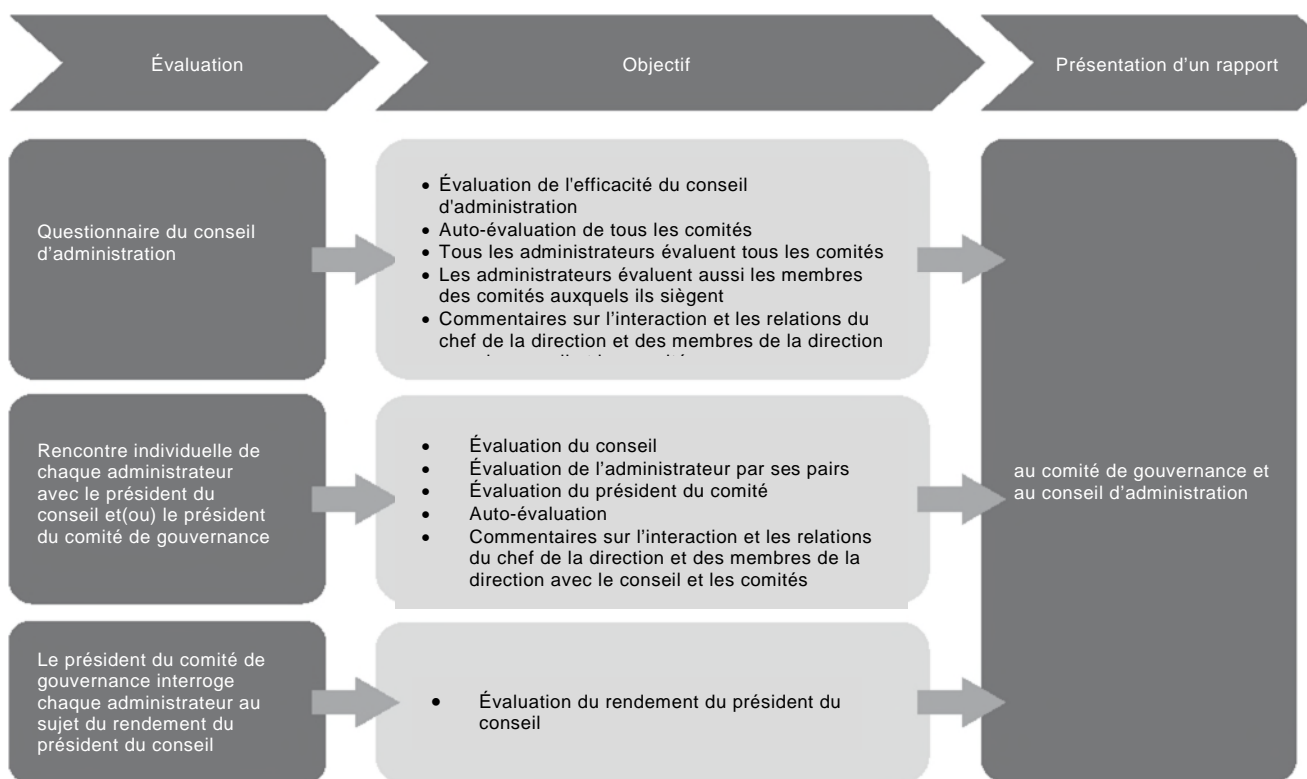 Évaluation
Objectif
Présentation d’un rapport
Questionnaire du conseil
d’administration
• Évaluation de l'efficacité du conseil
d'administration
• Auto-évaluation de tous les comités
• Tous les administrateurs évaluent tous les comités
• Les administrateurs évaluent aussi les membres
des comités auxquels ils siègent
• Commentaires sur l’interaction et les relations du
chef de la direction et des membres de la direction
Rencontre individuelle de
chaque administrateur
avec le président du
conseil et(ou) le président
du comité de gouvernance
• Évaluation du conseil
• Évaluation de l’administrateur par ses pairs
• Évaluation du président du comité
• Auto-évaluation
• Commentaires sur l’interaction et les relations
du chef de la direction et des membres de la
direction avec le conseil et les comités
au comité de gouvernance et
au conseil d’administration
Le président du comité de
gouvernance interroge
chaque administrateur au
sujet du rendement du
président du conseil
• Évaluation du rendement du président du
conseil